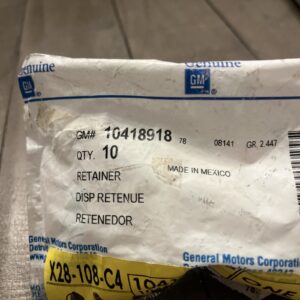 Genuine
Genuine
GM
GM
GM# 10418918 78 08141 GR. 2.447
QTY. 10
RETAINER MADE IN MEXICO
DISP RETENUE
RETENEDOR
General Motors Corporation
General Motors Corporation
X28-108-C4